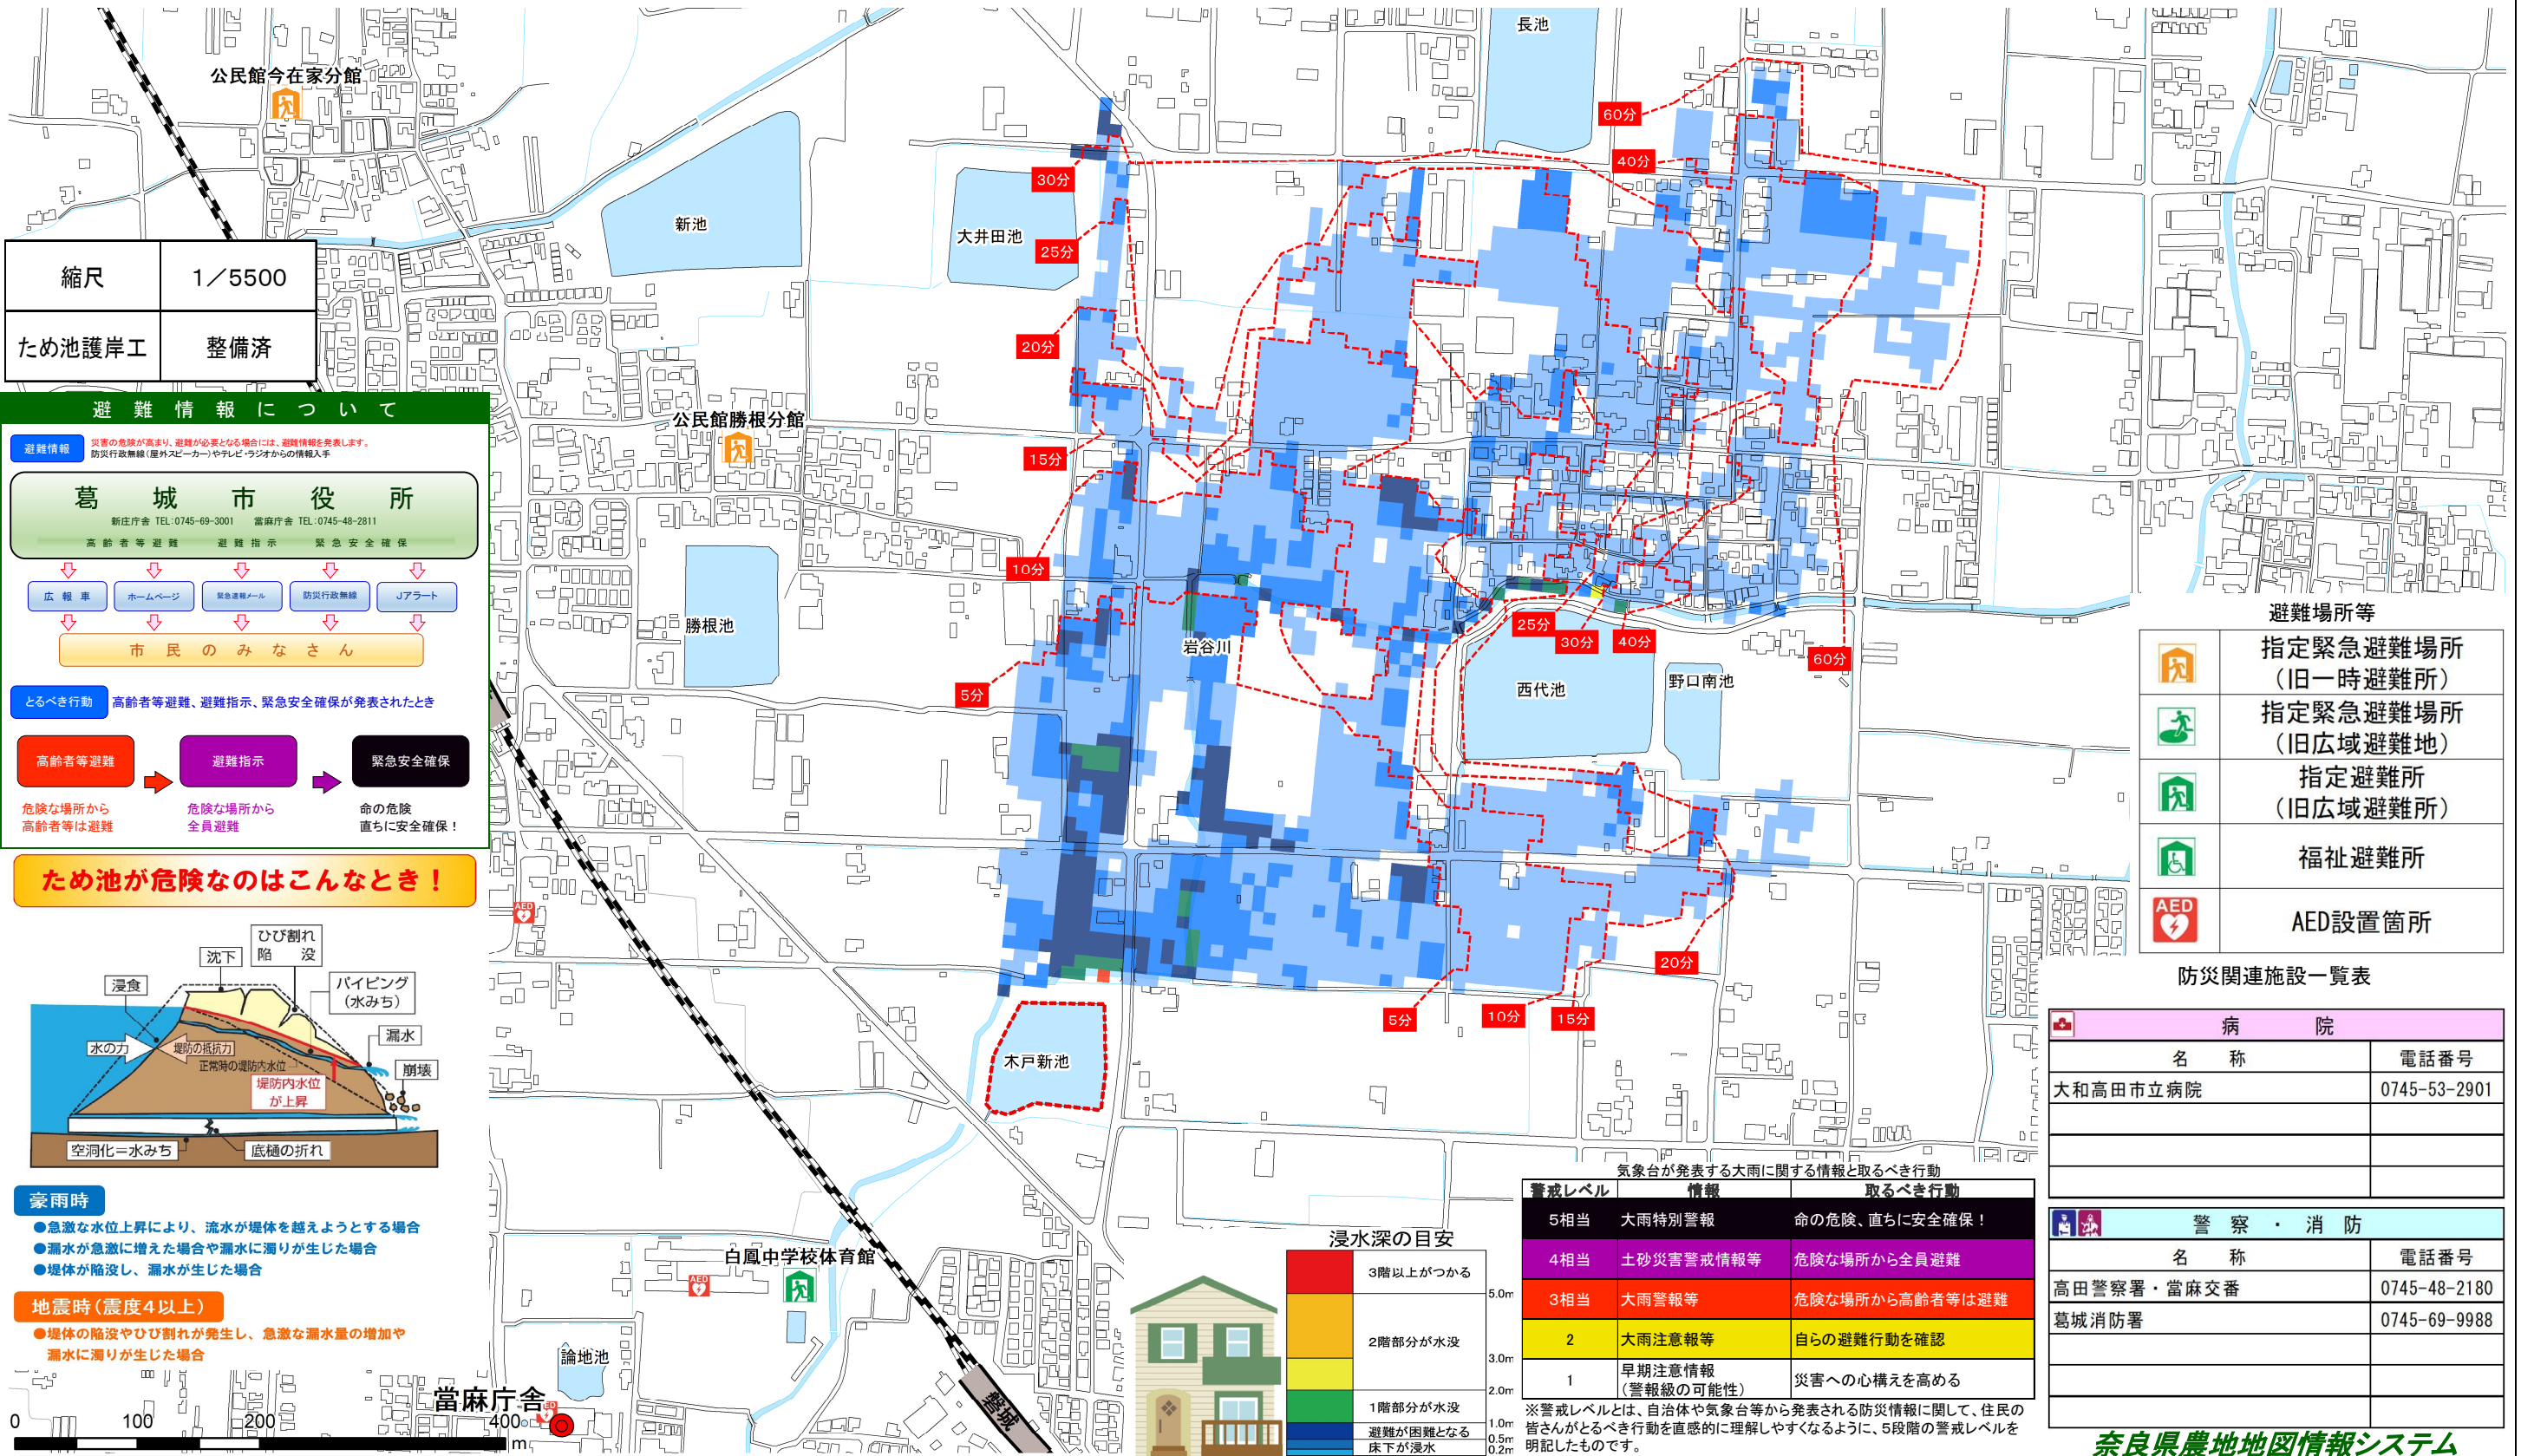 公民館今在家分館
長池
60分
40分
30分
新池
大井田池
25分
縮尺
1／5500
ため池護岸工
整備済
20分
避難情報について
避難情報
災害の危険が高まり、避難が必要となる場合には、避難情報を発表します。
防災行政無線（屋外スピーカー）やテレビ・ラジオからの情報入手
公民館勝根分館
15分
葛城市役所
新庄庁舎 TEL:0745-69-3001　當麻庁舎 TEL:0745-48-2811
高齢者等避難　避難指示　緊急安全確保
10分
広報車
ホームページ
緊急速報メール
防災行政無線
Jアラート
市民のみなさん
勝根池
岩谷川
25分
30分
40分
60分
西代池
野口南池
5分
とるべき行動
高齢者等避難、避難指示、緊急安全確保が発表されたとき
高齢者等避難
避難指示
緊急安全確保
危険な場所から
高齢者等は避難
危険な場所から
全員避難
命の危険
直ちに安全確保！
避難場所等
指定緊急避難場所
（旧一時避難所）
指定緊急避難場所
（旧広域避難地）
指定避難所
（旧広域避難所）
福祉避難所
AED
AED設置箇所
ため池が危険なのはこんなとき！
AED
沈下
ひび割れ
陥没
浸食
パイピング
（水みち）
漏水
水の力
堤防の抵抗力
正常時の堤防内水位
堤防内水位
が上昇
崩壊
空洞化＝水みち
底樋の折れ
20分
5分
10分
15分
木戸新池
防災関連施設一覧表
病院
名称
電話番号
大和高田市立病院
0745-53-2901
豪雨時
●急激な水位上昇により、流水が堤体を越えようとする場合
●漏水が急激に増えた場合や漏水に濁りが生じた場合
●堤体が陥没し、漏水が生じた場合
地震時（震度4以上）
●堤体の陥没やひび割れが発生し、急激な漏水量の増加や
漏水に濁りが生じた場合
白鳳中学校体育館
AED
論地池
當麻庁舎
磐城
0
100
200
400
m
浸水深の目安
3階以上がつかる
5.0m
2階部分が水没
3.0m
2.0m
1階部分が水没
1.0m
避難が困難となる
0.5m
床下が浸水
0.2m
気象台が発表する大雨に関する情報と取るべき行動
警戒レベル
情報
取るべき行動
5相当
大雨特別警報
命の危険、直ちに安全確保！
4相当
土砂災害警戒情報等
危険な場所から全員避難
3相当
大雨警報等
危険な場所から高齢者等は避難
2
大雨注意報等
自らの避難行動を確認
1
早期注意情報
（警報級の可能性）
災害への心構えを高める
※警戒レベルとは、自治体や気象台等から発表される防災情報に関して、住民の
皆さんがとるべき行動を直感的に理解しやすくなるように、5段階の警戒レベルを
明記したものです。
警察・消防
名称
電話番号
高田警察署・當麻交番
0745-48-2180
葛城消防署
0745-69-9988
奈良県農地地図情報システム